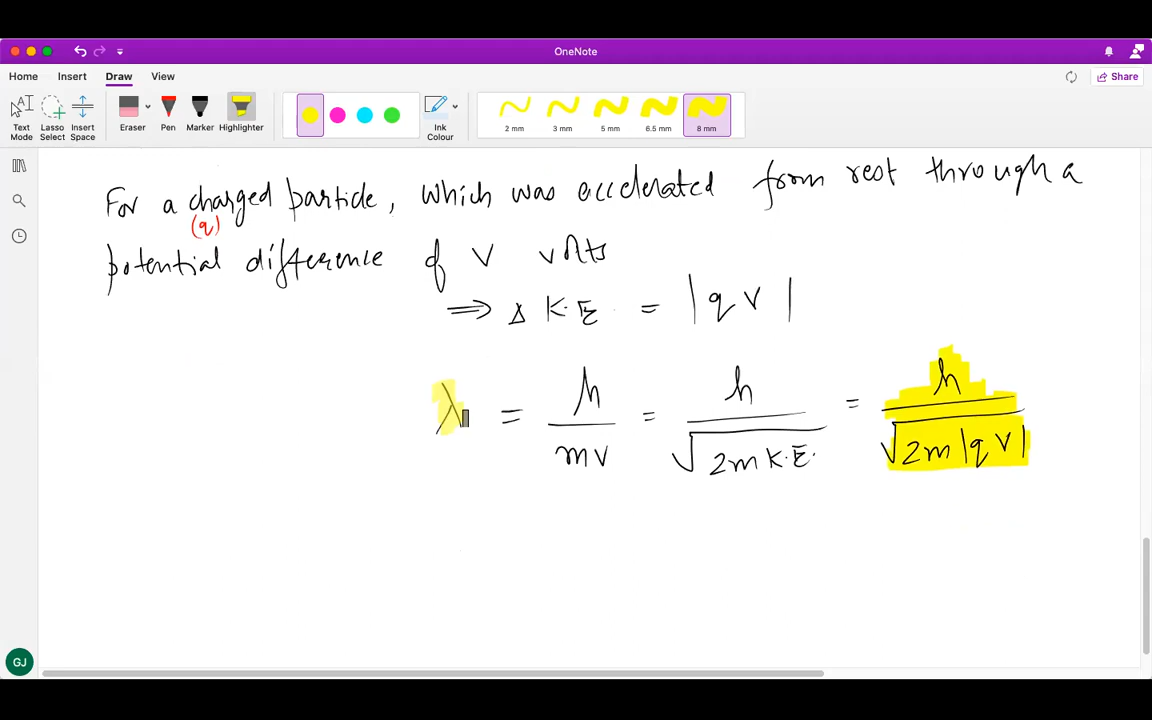 OneNote
Home Insert Draw View
Share
Text Mode
Lasso Select
Insert Space
Eraser
Pen
Marker
Highlighter
Ink Colour
2 mm
3 mm
5 mm
6.5 mm
8 mm
For a charged particle, which was accelerated from rest through a
(q)
potential difference of V volts
⇒ Δ K.E. = |qV|
λ = h/mv = h/√2m K.E. = h/√2m|qV|
GJ